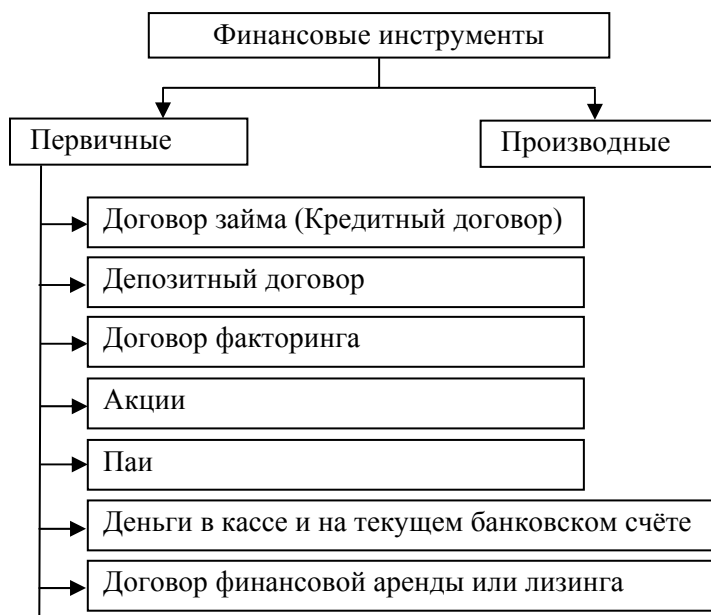 Финансовые инструменты
Первичные
Производные
Договор займа (Кредитный договор)
Депозитный договор
Договор факторинга
Акции
Паи
Деньги в кассе и на текущем банковском счёте
Договор финансовой аренды или лизинга